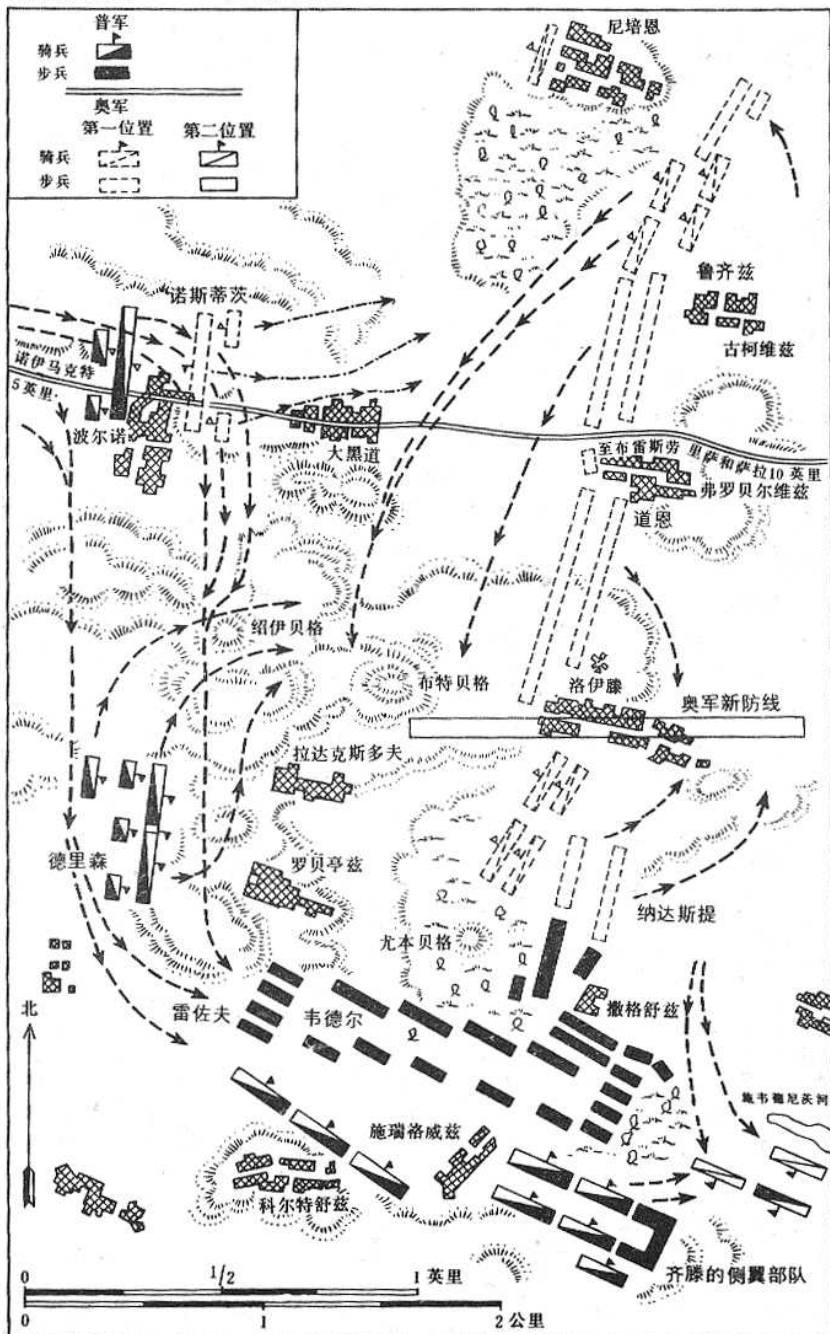 普军
骑兵
步兵
奥军
第一位置 第二位置
骑兵
步兵
尼培恩
鲁齐兹
古柯维兹
诺斯蒂茨
诺伊马克特
5英里
波尔诺
大黑道
至布雷斯劳 里萨和萨拉10英里
弗罗贝尔维兹
道恩
绍伊贝格
布特贝格
洛伊滕
奥军新防线
拉达克斯多夫
德里森
罗贝亭兹
纳达斯提
尤本贝格
北
雷佐夫
韦德尔
撒格舒兹
施韦德尼茨河
施瑞格威兹
科尔特舒兹
齐滕的侧翼部队
0 1/2 1 英里
0 1 2 公里